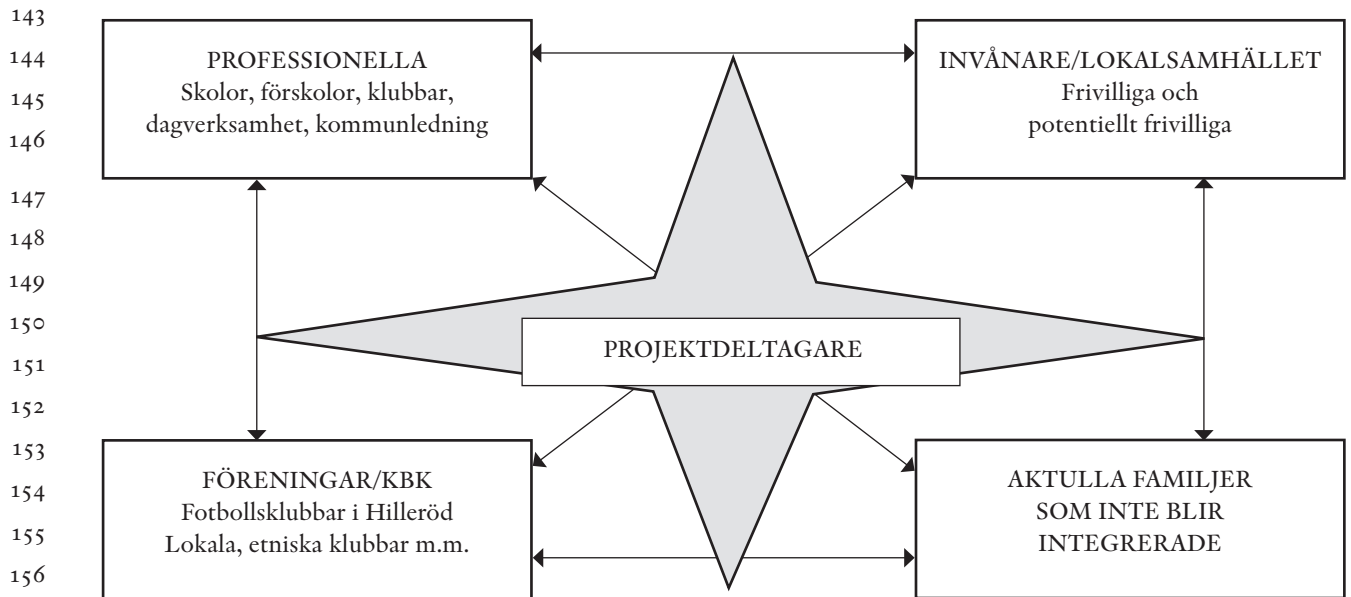 143
144
145
146
147
148
149
150
151
152
153
154
155
156
PROFESSIONELLA
Skolor, förskolor, klubbar,
dagverksamhet, kommunledning
INVÅNARE/LOKALSAMHÄLLET
Frivilliga och
potentiellt frivilliga
PROJEKTDELTAGARE
FÖRENINGAR/KBK
Fotbollsklubbar i Hilleröd
Lokala, etniska klubbar m.m.
AKTULLA FAMILJER
SOM INTE BLIR
INTEGRERADE